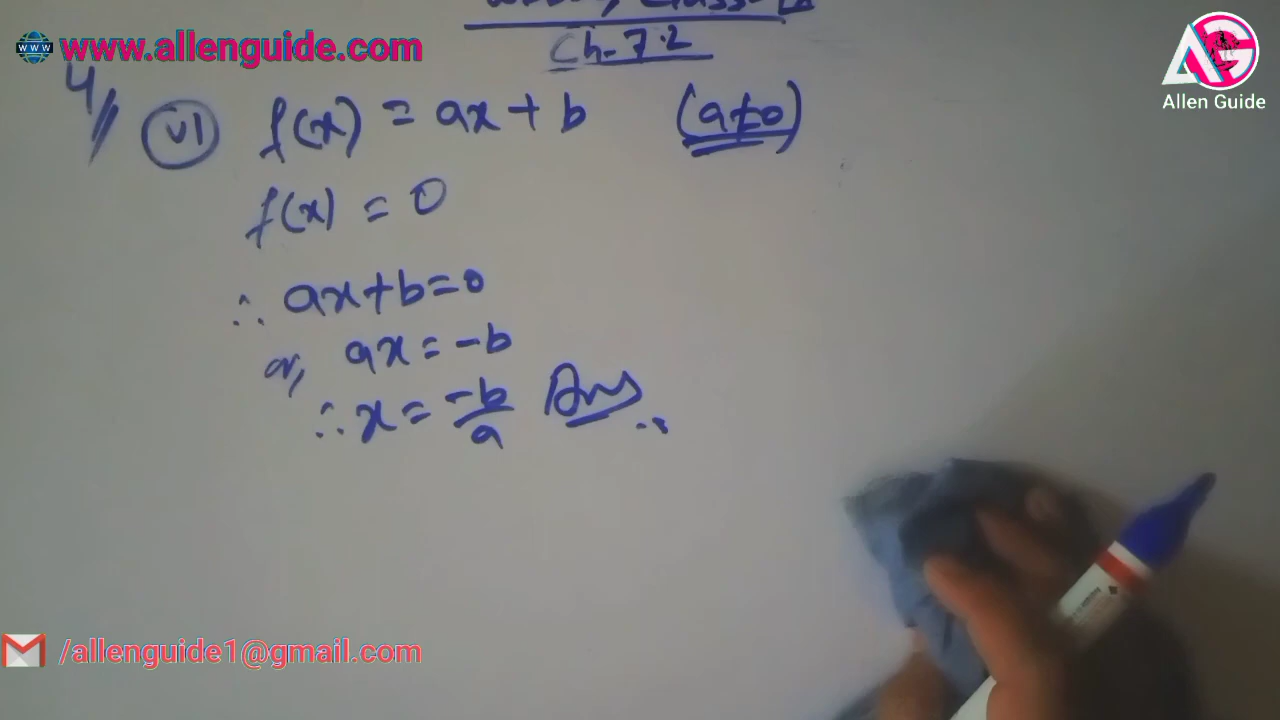 www.allenguide.com
Ch-7.2
Allen Guide
4//
(vi) f(x) = ax + b (a≠0)
f(x) = 0
∴ ax+b=0
or, ax = -b
∴ x = -b/a Ans
/allenguide1@gmail.com